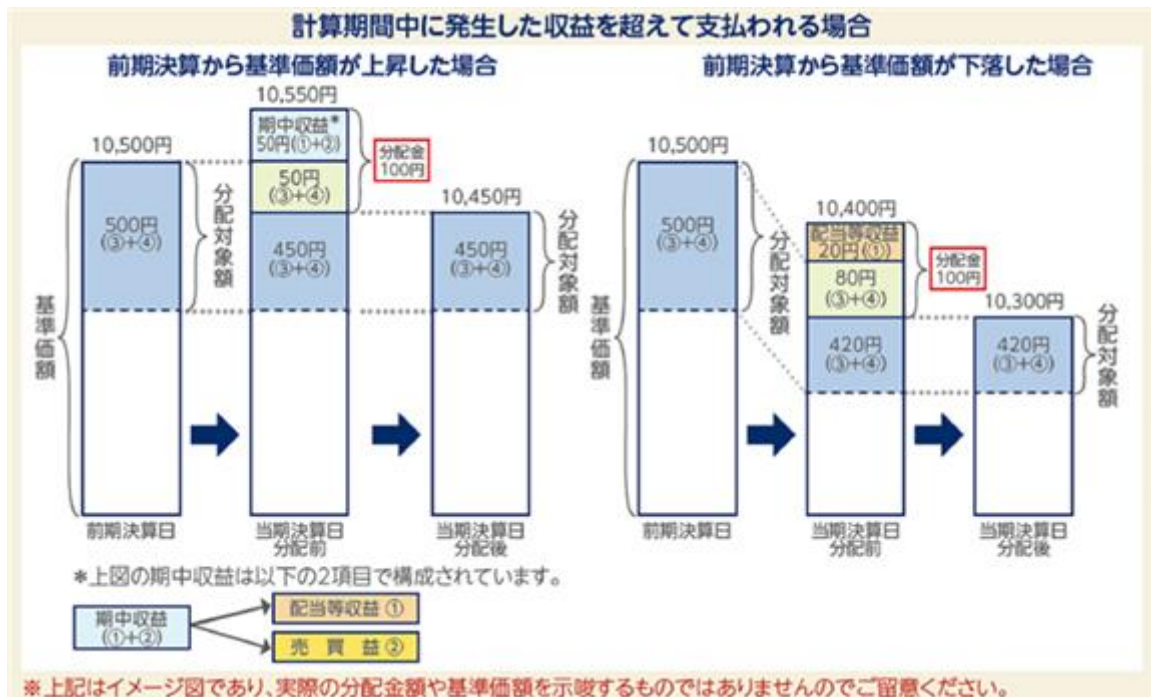 計算期間中に発生した収益を超えて支払われる場合
前期決算から基準価額が上昇した場合
10,500円
500円
(③+④)
分配対象額
基準価額
前期決算日
10,550円
期中収益*
50円(①+②)
50円
(③+④)
450円
(③+④)
分配金
100円
当期決算日
分配前
10,450円
450円
(③+④)
分配対象額
当期決算日
分配後
前期決算から基準価額が下落した場合
10,500円
500円
(③+④)
分配対象額
基準価額
前期決算日
10,400円
配当等収益
20円(①)
80円
(③+④)
420円
(③+④)
分配金
100円
当期決算日
分配前
10,300円
420円
(③+④)
分配対象額
当期決算日
分配後
*上図の期中収益は以下の2項目で構成されています。
期中収益
(①+②)
配当等収益 ①
売 買 益 ②
※上記はイメージ図であり、実際の分配金額や基準価額を示唆するものではありませんのでご留意ください。